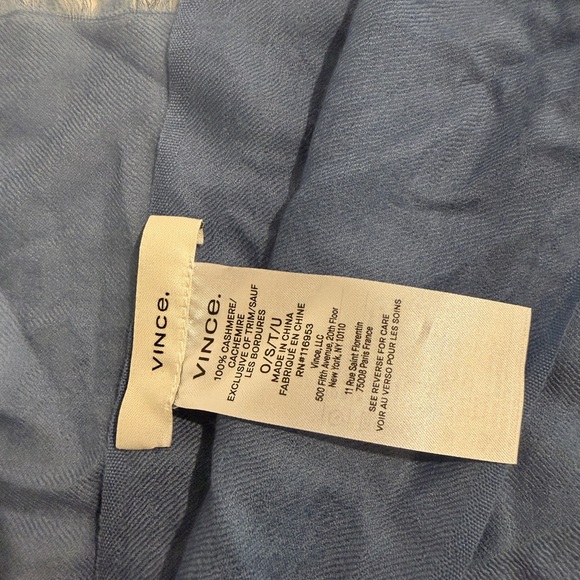 VINCE.
VINCE.
100% CASHMERE/
CACHEMIRE
EXCLUSIVE OF TRIM/SAUF
LES BORDURES
O/S/T/U
MADE IN CHINA
FABRIQUÉ EN CHINE
RN#116953
Vince, LLC
500 Fifth Avenue, 20th Floor
New York, NY 10110
11 Rue Saint Florentin
75008 Paris France
SEE REVERSE FOR CARE
VOIR AU VERSO POUR LES SOINS